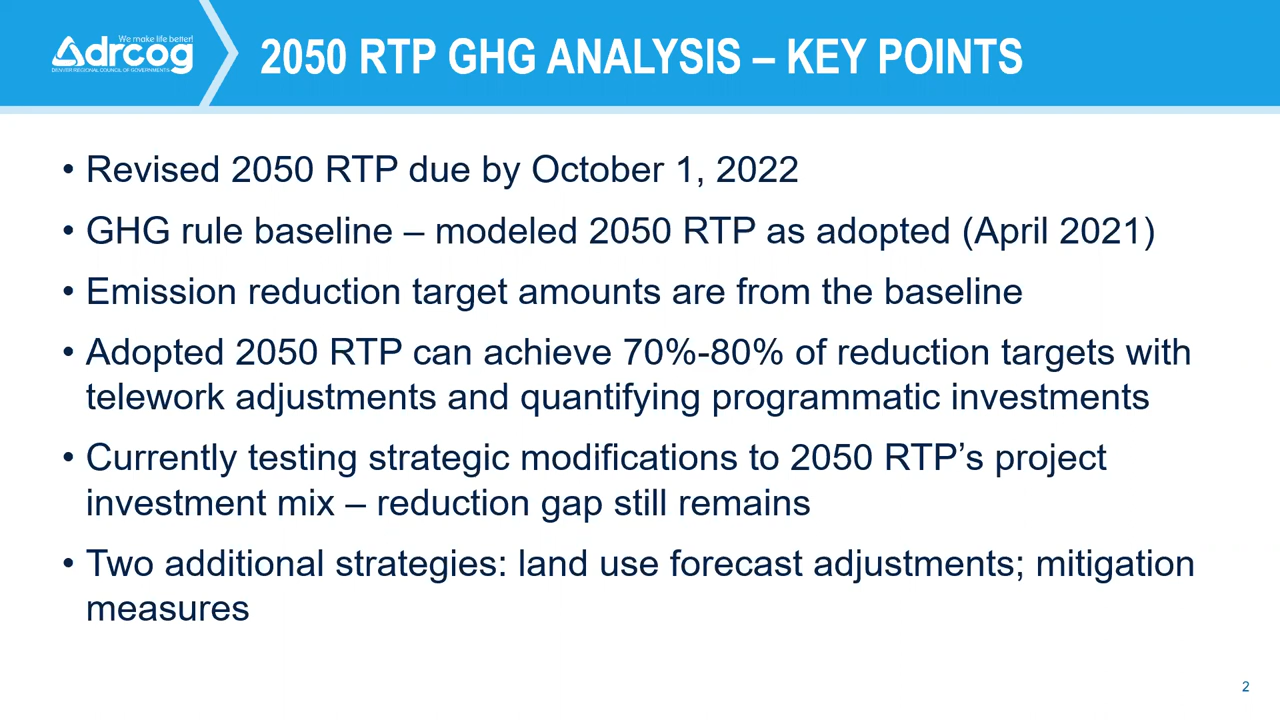 We make life better!
drcog
DENVER REGIONAL COUNCIL OF GOVERNMENTS
2050 RTP GHG ANALYSIS – KEY POINTS
• Revised 2050 RTP due by October 1, 2022
• GHG rule baseline – modeled 2050 RTP as adopted (April 2021)
• Emission reduction target amounts are from the baseline
• Adopted 2050 RTP can achieve 70%-80% of reduction targets with
telework adjustments and quantifying programmatic investments
• Currently testing strategic modifications to 2050 RTP’s project
investment mix – reduction gap still remains
• Two additional strategies: land use forecast adjustments; mitigation
measures
2